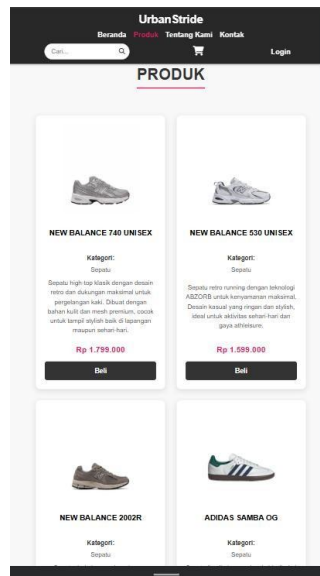 UrbanStride
Beranda Produk Tentang Kami Kontak
Cari...
Login
PRODUK
NEW BALANCE 740 UNISEX
Kategori:
Sepatu
Sepatu high top klasik dengan desain
retro dan dukungan maksimal untuk
pergelangan kaki. Dibuat dengan
bahan kulit dan mesh premium, cocok
untuk tampil stylish baik di lapangan
maupun sehari-hari.
Rp 1.799.000
Beli
NEW BALANCE 530 UNISEX
Kategori:
Sepatu
Sepatu retro running dengan teknologi
ABZORB untuk kenyamanan maksimal.
Desain kasual yang ringan dan stylish,
ideal untuk aktivitas sehari-hari dan
gaya athleisure.
Rp 1.599.000
Beli
NEW BALANCE 2002R
Kategori:
Sepatu
ADIDAS SAMBA OG
Kategori:
Sepatu